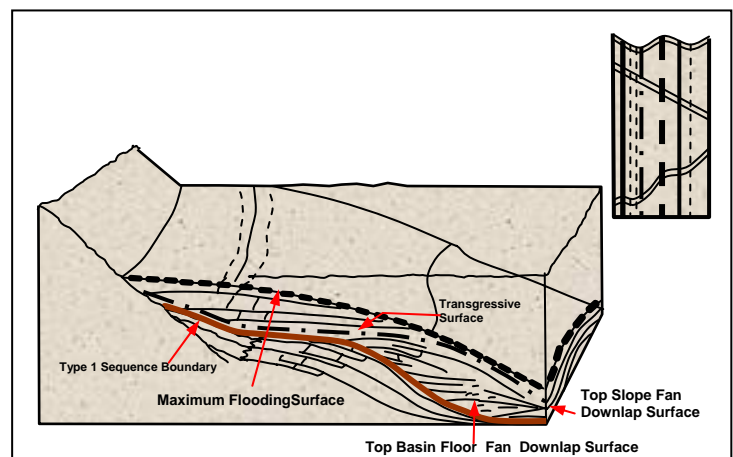 Transgressive
Surface
Type 1 Sequence Boundary
Maximum FloodingSurface
Top Slope Fan
Downlap Surface
Top Basin Floor Fan Downlap Surface